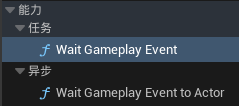 能力
任务
f Wait Gameplay Event
异步
f Wait Gameplay Event to Actor